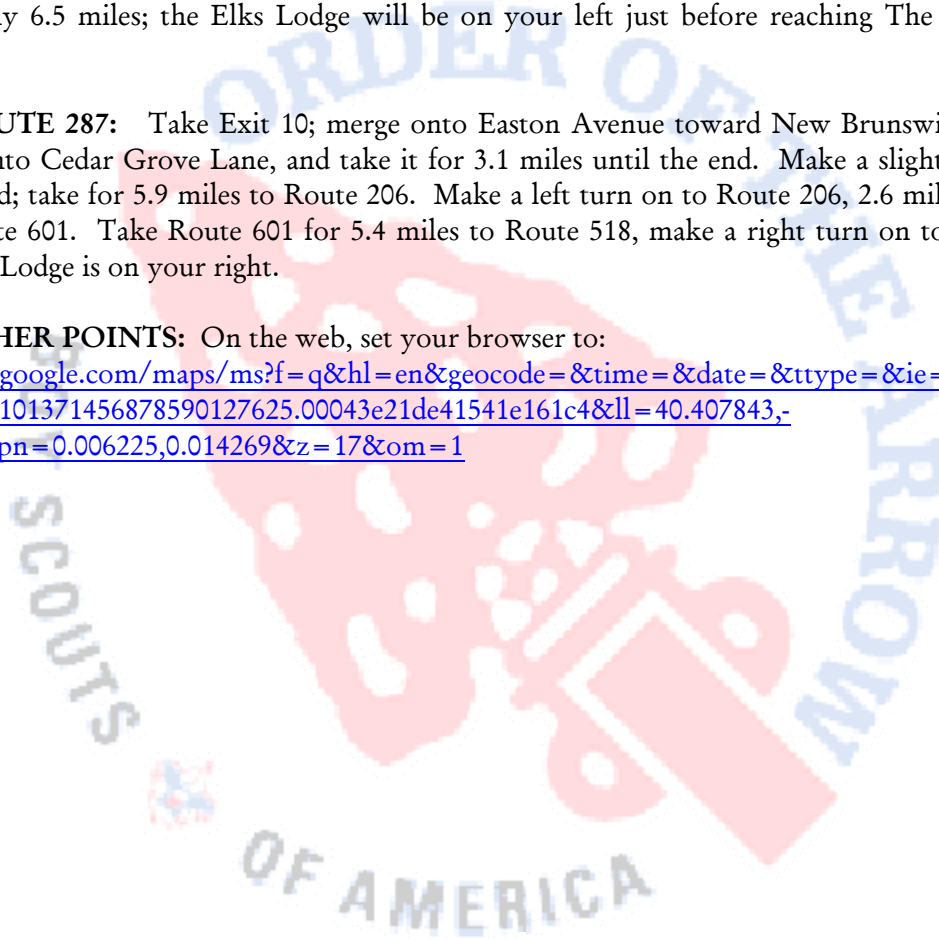 y 6.5 miles; the Elks Lodge will be on your left just before reaching The
UTE 287: Take Exit 10; merge onto Easton Avenue toward New Brunswi
nto Cedar Grove Lane, and take it for 3.1 miles until the end. Make a slight
d; take for 5.9 miles to Route 206. Make a left turn on to Route 206, 2.6 mil
te 601. Take Route 601 for 5.4 miles to Route 518, make a right turn on to
Lodge is on your right.
HER POINTS: On the web, set your browser to:
google.com/maps/ms?f=q&hl=en&geocode=&time=&date=&ttype=&ie=
101371456878590127625.00043e21de41541e161c4&ll=40.407843,-
pn=0.006225,0.014269&z=17&om=1
ORDER OF THE ARROW
BOY SCOUTS
OF AMERICA